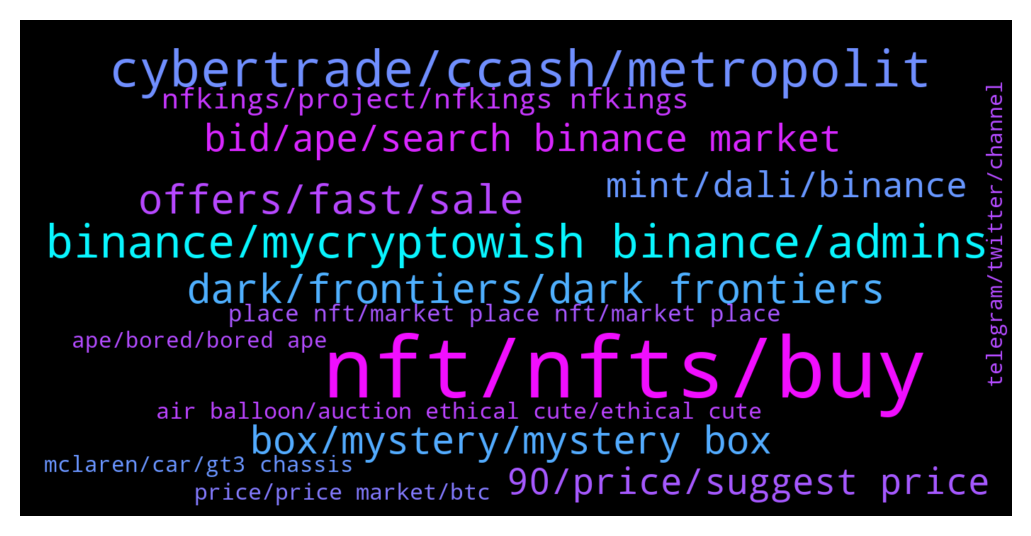 cybertrade/ccash/metropolit
nfkings/project/nfkings nfkings
bid/ape/search binance market
mint/dali/binance
offers/fast/sale
binance/mycryptowish binance/admins
dark/frontiers/dark frontiers
place nft/market place nft/market place
ape/bored/bored ape
nft/nfts/buy
air balloon/auction ethical cute/ethical cute
box/mystery/mystery box
mclaren/car/gt3 chassis
90/price/suggest price
price/price market/btc
telegram/twitter/channel